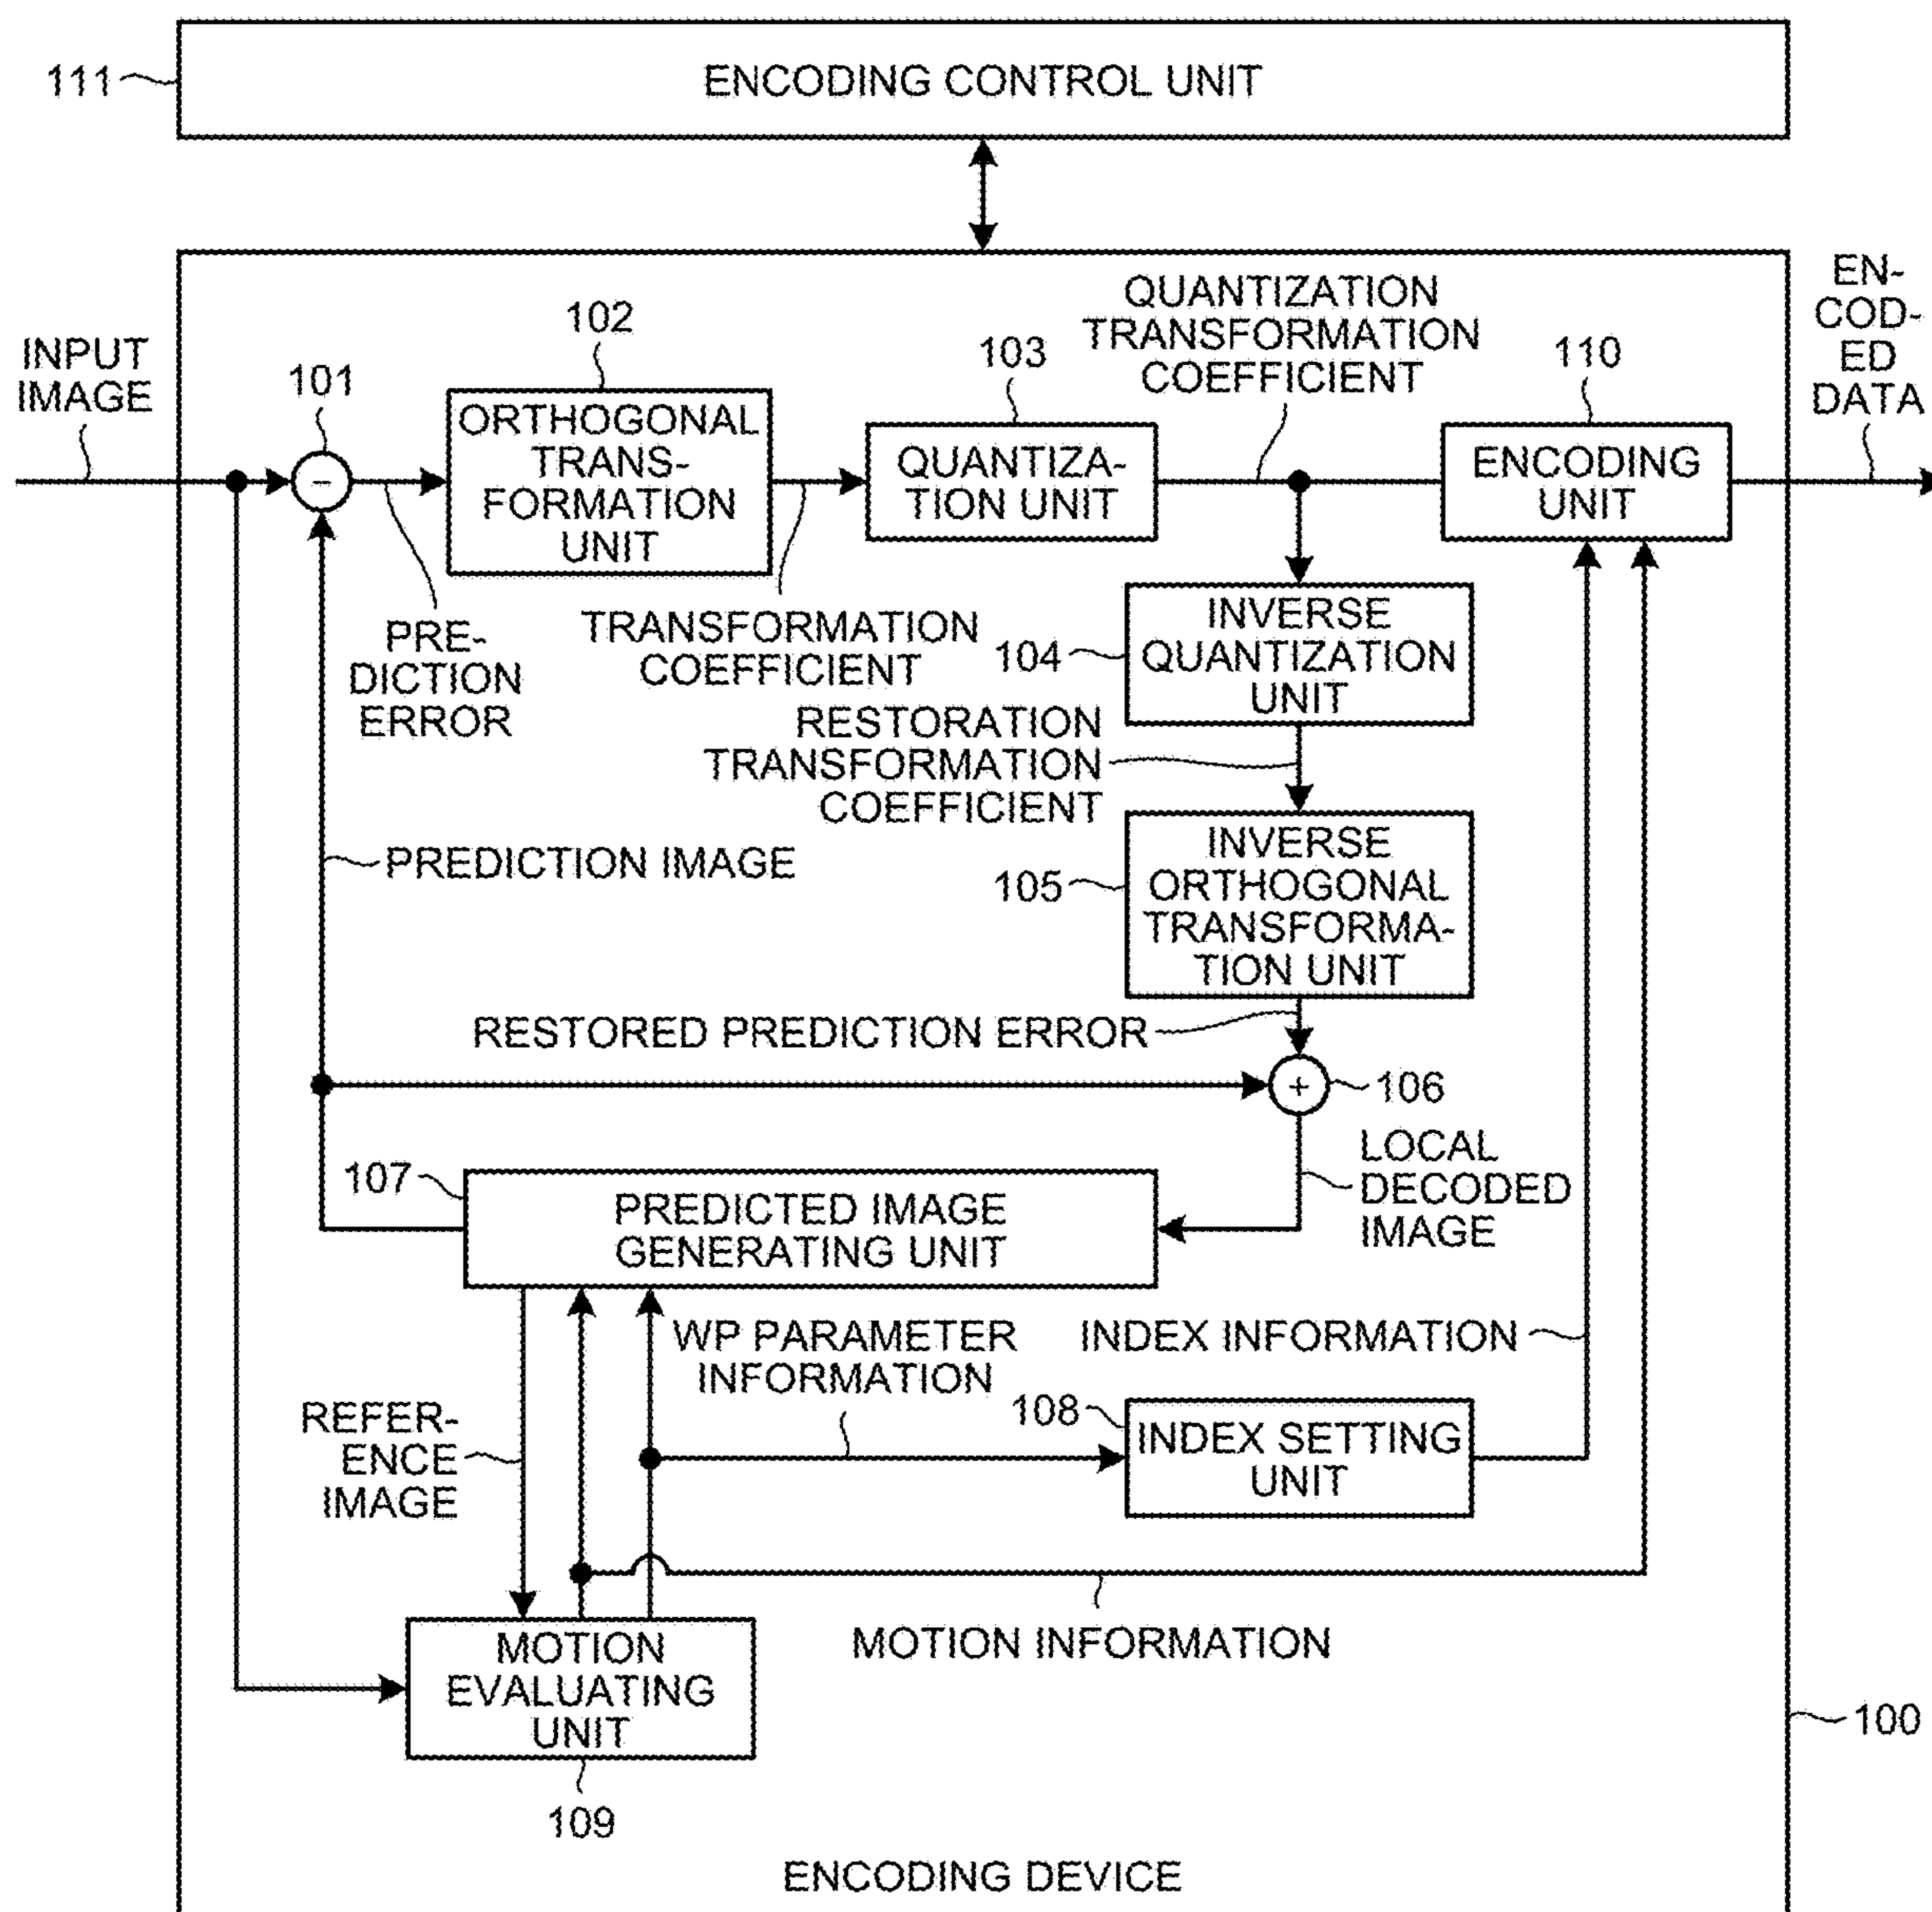 111
ENCODING CONTROL UNIT
INPUT
IMAGE
101
102
ORTHOGONAL
TRANS-
FORMATION
UNIT
103
QUANTIZA-
TION UNIT
QUANTIZATION
TRANSFORMATION
COEFFICIENT
110
ENCODING
UNIT
EN-
COD-
ED
DATA
−
PRE-
DICTION
ERROR
TRANSFORMATION
COEFFICIENT
104
INVERSE
QUANTIZATION
UNIT
RESTORATION
TRANSFORMATION
COEFFICIENT
PREDICTION IMAGE
105
INVERSE
ORTHOGONAL
TRANSFORMA-
TION UNIT
RESTORED PREDICTION ERROR
+
106
LOCAL
DECODED
IMAGE
107
PREDICTED IMAGE
GENERATING UNIT
WP PARAMETER
INFORMATION
INDEX INFORMATION
REFER-
ENCE
IMAGE
108
INDEX SETTING
UNIT
MOTION INFORMATION
MOTION
EVALUATING
UNIT
109
100
ENCODING DEVICE